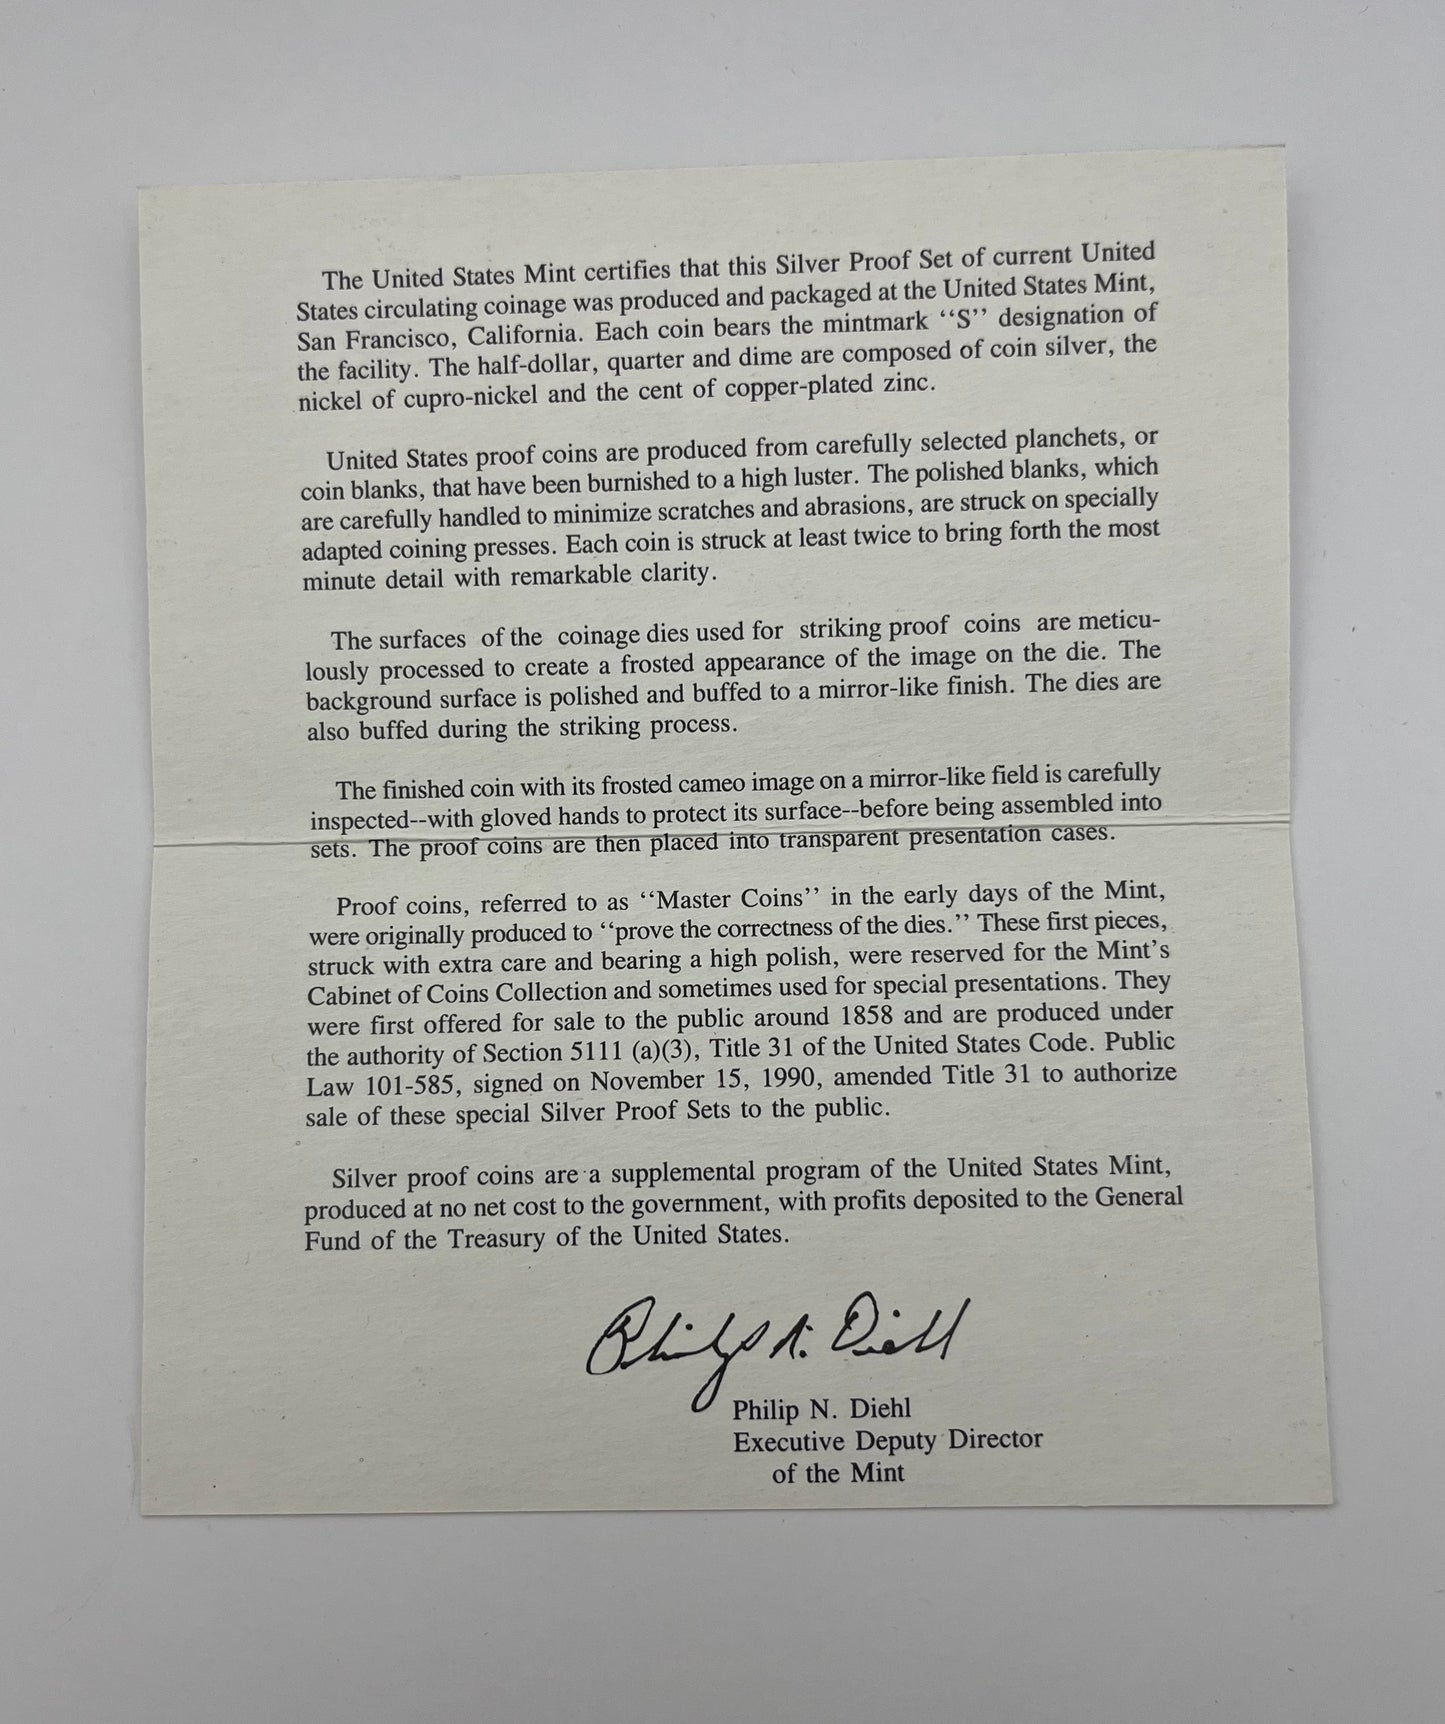 The United States Mint certifies that this Silver Proof Set of current United
States circulating coinage was produced and packaged at the United States Mint,
San Francisco, California. Each coin bears the mintmark ‘‘S’’ designation of
the facility. The half-dollar, quarter and dime are composed of coin silver, the
nickel of cupro-nickel and the cent of copper-plated zinc.
United States proof coins are produced from carefully selected planchets, or
coin blanks, that have been burnished to a high luster. The polished blanks, which
are carefully handled to minimize scratches and abrasions, are struck on specially
adapted coining presses. Each coin is struck at least twice to bring forth the most
minute detail with remarkable clarity.
The surfaces of the coinage dies used for striking proof coins are meticu-
lously processed to create a frosted appearance of the image on the die. The
background surface is polished and buffed to a mirror-like finish. The dies are
also buffed during the striking process.
The finished coin with its frosted cameo image on a mirror-like field is carefully
inspected--with gloved hands to protect its surface--before being assembled into
sets. The proof coins are then placed into transparent presentation cases.
Proof coins, referred to as ‘‘Master Coins’’ in the early days of the Mint,
were originally produced to ‘‘prove the correctness of the dies.’’ These first pieces,
struck with extra care and bearing a high polish, were reserved for the Mint’s
Cabinet of Coins Collection and sometimes used for special presentations. They
were first offered for sale to the public around 1858 and are produced under
the authority of Section 5111 (a)(3), Title 31 of the United States Code. Public
Law 101-585, signed on November 15, 1990, amended Title 31 to authorize
sale of these special Silver Proof Sets to the public.
Silver proof coins are a supplemental program of the United States Mint,
produced at no net cost to the government, with profits deposited to the General
Fund of the Treasury of the United States.
Philip N. Diehl
Philip N. Diehl
Executive Deputy Director
of the Mint